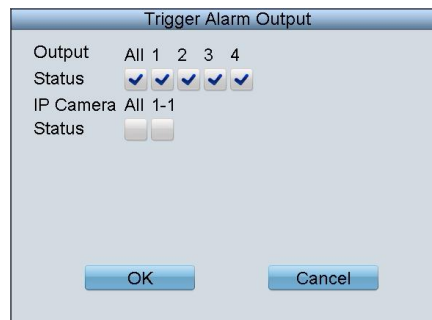 Trigger Alarm Output
Output All 1 2 3 4
Status
IP Camera All 1-1
Status
OK Cancel